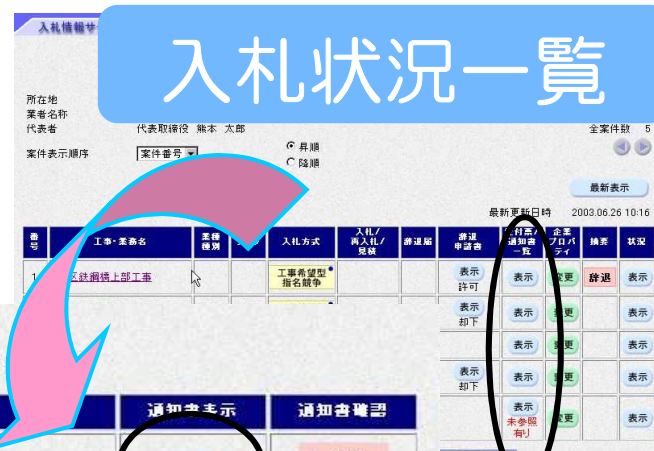 入札情報サ
入札状況一覧
所在地
業者名称
代表者 代表取締役 熊本 太郎
全案件数 5
案件表示順序 案件番号
昇順
降順
最新表示
最新更新日時 2003.06.26 10:16
番号 工事・業務名 業種種別 入札方式 入札/再入札/見積 辞退届 辞退申請書 受付票/通知書一覧 企業プロパティ 摘要 状況
1 区鉄鋼橋上部工事 工事希望型指名競争 表示 許可 表示 変更 辞退 表示
表示 却下 表示 変更 表示
表示 変更 表示
表示 却下 表示 変更 表示
表示 未参照有り 変更 表示
通知書表示 通知書確認